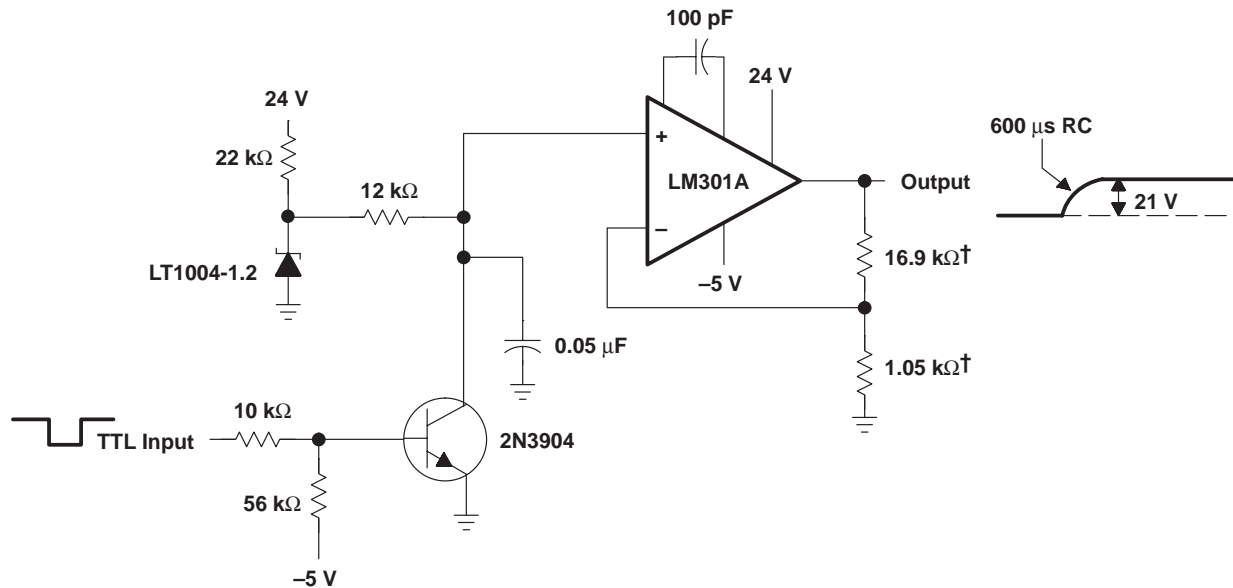 100 pF
24 V
24 V
600 μs RC
22 kΩ
+
12 kΩ
LM301A
Output
21 V
−
LT1004-1.2
–5 V
16.9 kΩ†
0.05 μF
1.05 kΩ†
10 kΩ
TTL Input
2N3904
56 kΩ
–5 V